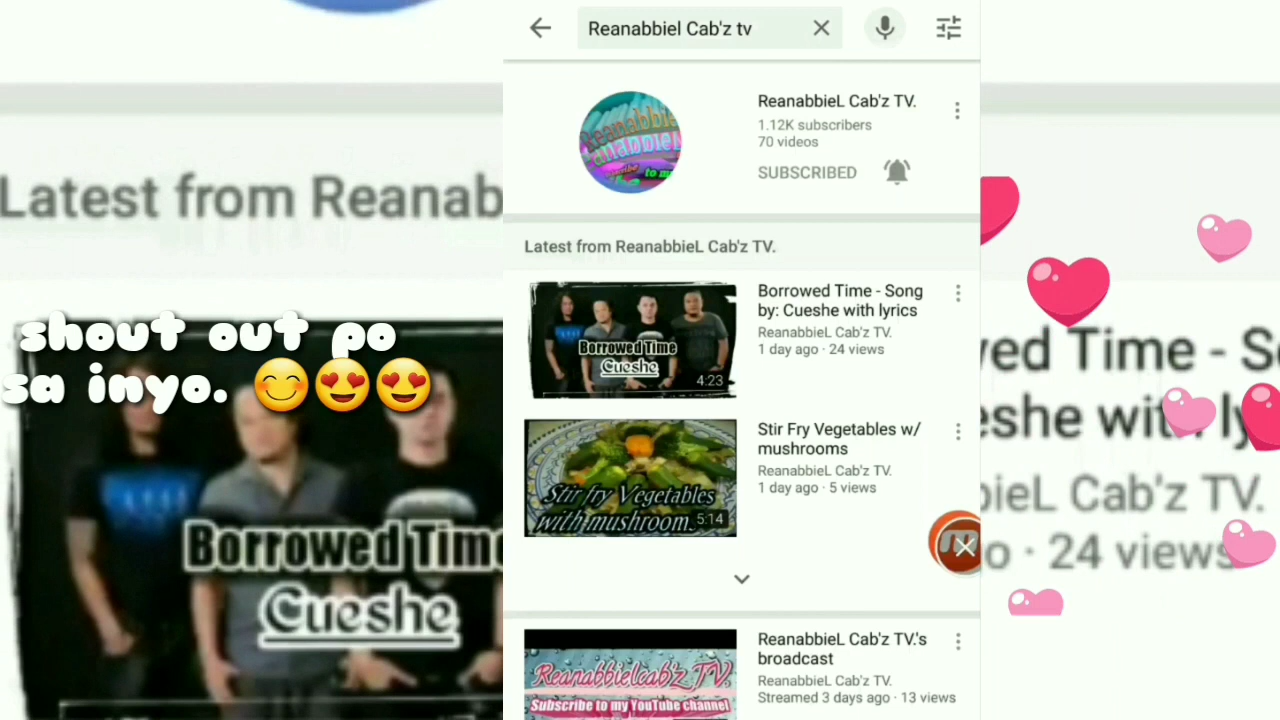 Reanabbiel Cab'z tv
ReanabbieL Cab'z TV.
1.12K subscribers
70 videos
SUBSCRIBED
Latest from Reanab
Latest from ReanabbieL Cab'z TV.
shout out po
sa inyo. 😊😍😍
Borrowed Time
Cueshe
Borrowed Time
Cueshe
4:23
Borrowed Time - Song
by: Cueshe with lyrics
ReanabbieL Cab'z TV.
1 day ago · 24 views
Stir fry Vegetables
with mushroom.
5:14
Stir Fry Vegetables w/
mushrooms
ReanabbieL Cab'z TV.
1 day ago · 5 views
Reanabbielcab'z TV.
Subscribe to my YouTube channel
ReanabbieL Cab'z TV.'s
broadcast
ReanabbieL Cab'z TV.
Streamed 3 days ago · 13 views
ved Time - So
eshe with ly
bieL Cab'z TV.
o · 24 views